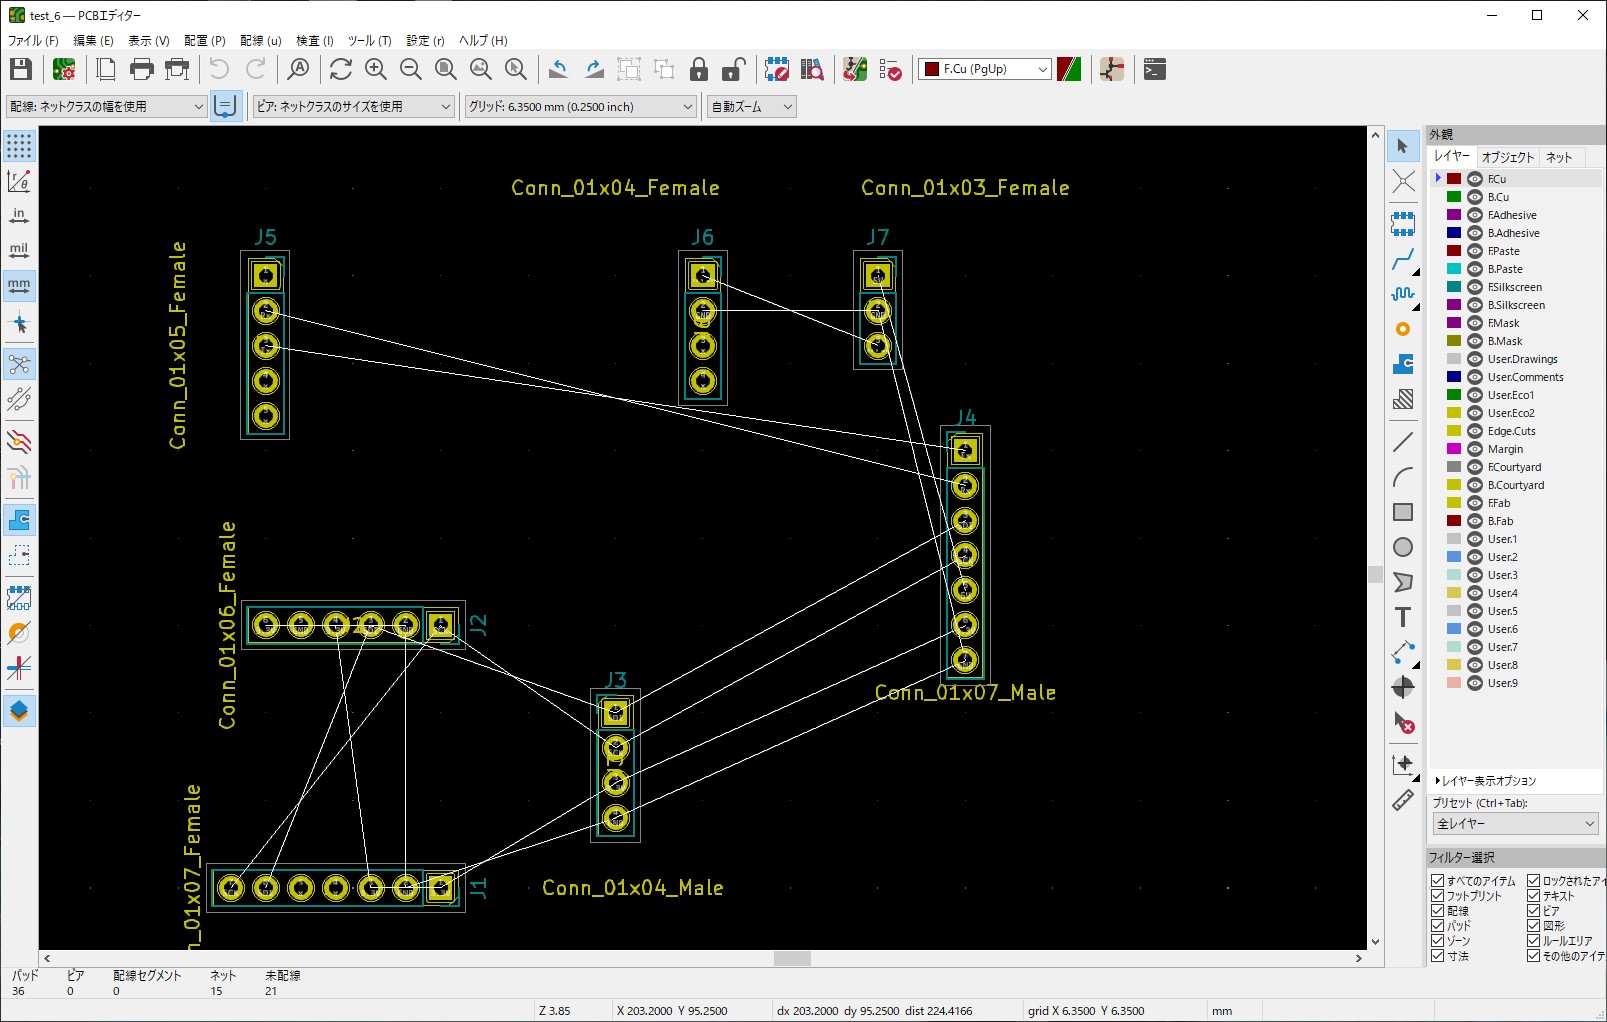 test_6 — PCBエディター
ファイル (F) 編集 (E) 表示 (V) 配置 (P) 配線 (u) 検査 (I) ツール (T) 設定 (r) ヘルプ (H)
F.Cu (PgUp)
配線: ネットクラスの幅を使用 ビア: ネットクラスのサイズを使用 グリッド: 6.3500 mm (0.2500 inch) 自動ズーム
in
mil
mm
Conn_01x04_Female
Conn_01x03_Female
J5
J6
J7
Conn_01x05_Female
J4
Conn_01x06_Female
J2
J3
Conn_01x07_Male
Conn_01x07_Female
J1
Conn_01x04_Male
外観
レイヤー オブジェクト ネット
F.Cu
B.Cu
F.Adhesive
B.Adhesive
F.Paste
B.Paste
F.Silkscreen
B.Silkscreen
F.Mask
B.Mask
User.Drawings
User.Comments
User.Eco1
User.Eco2
Edge.Cuts
Margin
F.Courtyard
B.Courtyard
F.Fab
B.Fab
User.1
User.2
User.3
User.4
User.5
User.6
User.7
User.8
User.9
レイヤー表示オプション
プリセット (Ctrl+Tab):
全レイヤー
フィルター選択
すべてのアイテム ロックされたアイ
フットプリント テキスト
配線 ビア
パッド 図形
ゾーン ルールエリア
寸法 その他のアイテ
パッド ビア 配線セグメント ネット 未配線
36 0 0 15 21
Z 3.85 X 203.2000 Y 95.2500 dx 203.2000 dy 95.2500 dist 224.4166 grid X 6.3500 Y 6.3500 mm